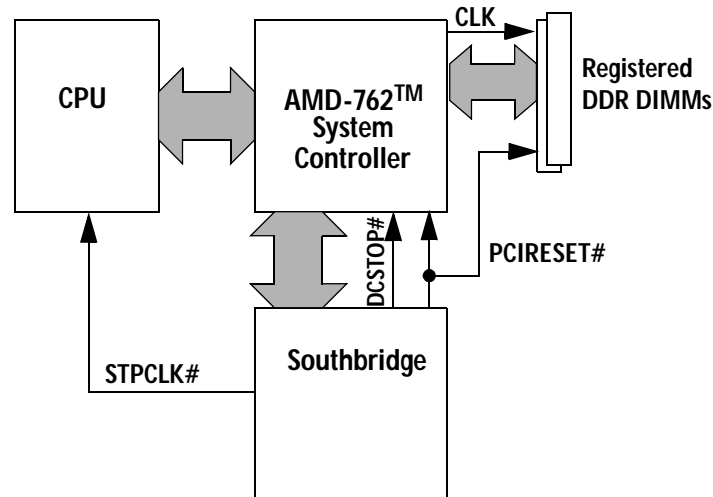 CLK
CPU
AMD-762TM
System
Controller
Registered
DDR DIMMs
DCSTOP#
PCIRESET#
Southbridge
STPCLK#